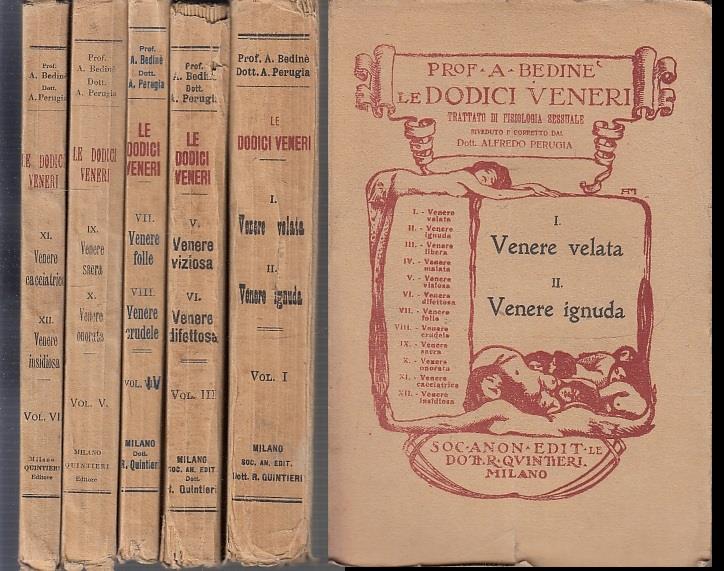 Prof.
A. Bedinè
Dott.
A. Perugia
LE DODICI
VENERI
XI.
Venere
cacciatrice
XII.
Venere
insidiosa
VOL. VI
Milano
QUINTIERI
Editore
Prof.
A. Bedinè
Dott.
A. Perugia
LE DODICI
VENERI
IX.
Venere
sacra
X.
Venere
onorata
VOL. V.
MILANO
QUINTIERI
Editore
Prof.
A. Bedinè
Dott.
A. Perugia
LE
DODICI
VENERI
VII.
Venere
folle
VIII.
Venere
crudele
VOL. IV
MILANO
Dott.
R. Quintieri
Prof.
A. Bedinè
Dott.
A. Perugia
LE
DODICI
VENERI
V.
Venere
viziosa
VI.
Venere
difettosa
VOL. III
MILANO
SOC. AN. EDIT.
Dott.
R. Quintieri
Prof. A. Bedinè
Dott. A. Perugia
LE
DODICI VENERI
I.
Venere velata
II.
Venere ignuda
VOL. I
MILANO
SOC. AN. EDIT.
Dott. R. QUINTIERI
PROF·A·BEDINE'
LE DODICI VENERI
TRATTATO DI FISIOLOGIA SESSUALE
RIVEDUTO E CORRETTO DAL
Dott. ALFREDO PERUGIA
I. - Venere
velata
II. - Venere
ignuda
III. - Venere
libera
IV. - Venere
malata
V. - Venere
viziosa
VI. - Venere
difettosa
VII. - Venere
folle
VIII. - Venere
crudele
IX. - Venere
sacra
X. - Venere
onorata
XI. - Venere
cacciatrice
XII. - Venere
insidiosa
I.
Venere velata
II.
Venere ignuda
SOC·ANON·EDIT·LE
DOTT·R·QVINTIERI.
MILANO